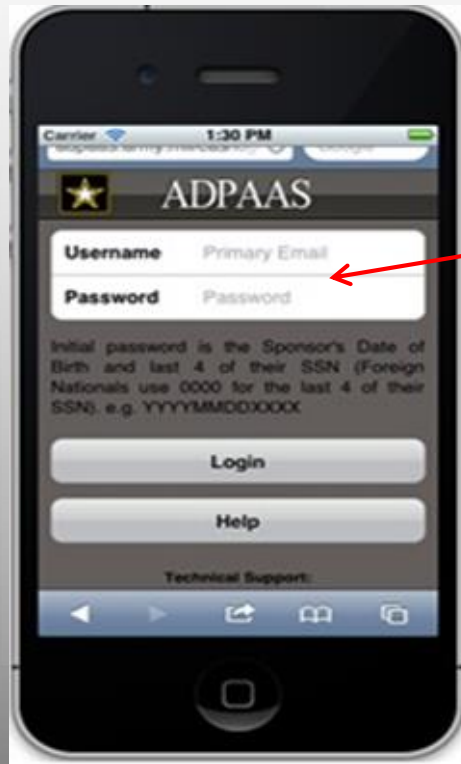 Carrier 1:30 PM
ADPAAS
Username Primary Email
Password Password
Initial password is the Sponsor's Date of
Birth and last 4 of their SSN (Foreign
Nationals use 0000 for the last 4 of their
SSN). e.g. YYYYMMDDXXXX
Login
Help
Technical Support: